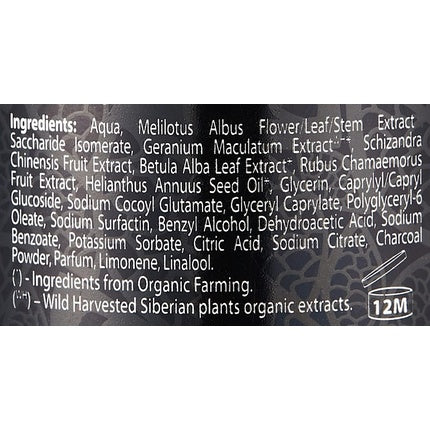 Ingredients: Aqua, Melilotus Albus Flower/Leaf/Stem Extract
Saccharide Isomerate, Geranium Maculatum Extract, Schizandra
Chinensis Fruit Extract, Betula Alba Leaf Extract, Rubus Chamaemorus
Fruit Extract, Helianthus Annuus Seed Oil, Glycerin, Caprylyl/Capryl
Glucoside, Sodium Cocoyl Glutamate, Glyceryl Caprylate, Polyglyceryl-6
Oleate, Sodium Surfactin, Benzyl Alcohol, Dehydroacetic Acid, Sodium
Benzoate, Potassium Sorbate, Citric Acid, Sodium Citrate, Charcoal
Powder, Parfum, Limonene, Linalool.
(*) - Ingredients from Organic Farming.
(WH) – Wild Harvested Siberian plants organic extracts.
12M